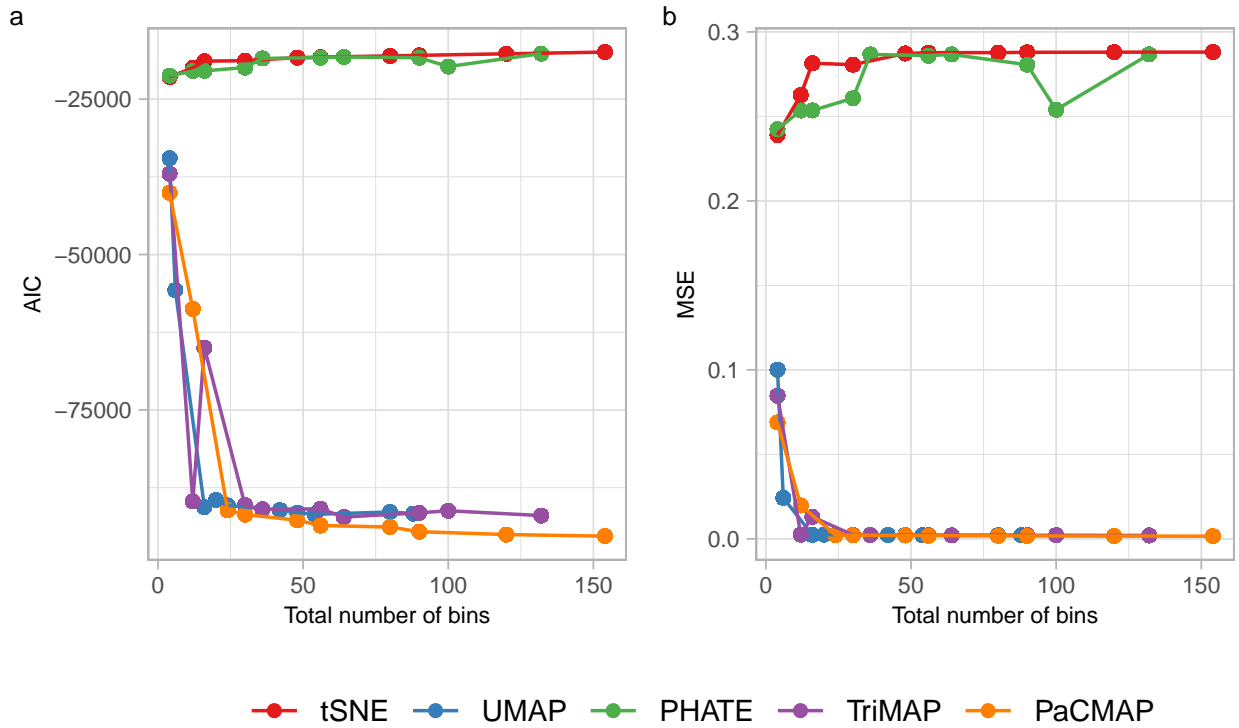 a
−25000
−50000
−75000
AIC
0 50 100 150
Total number of bins
b
0.3
0.2
0.1
0.0
MSE
0 50 100 150
Total number of bins
tSNE UMAP PHATE TriMAP PaCMAP